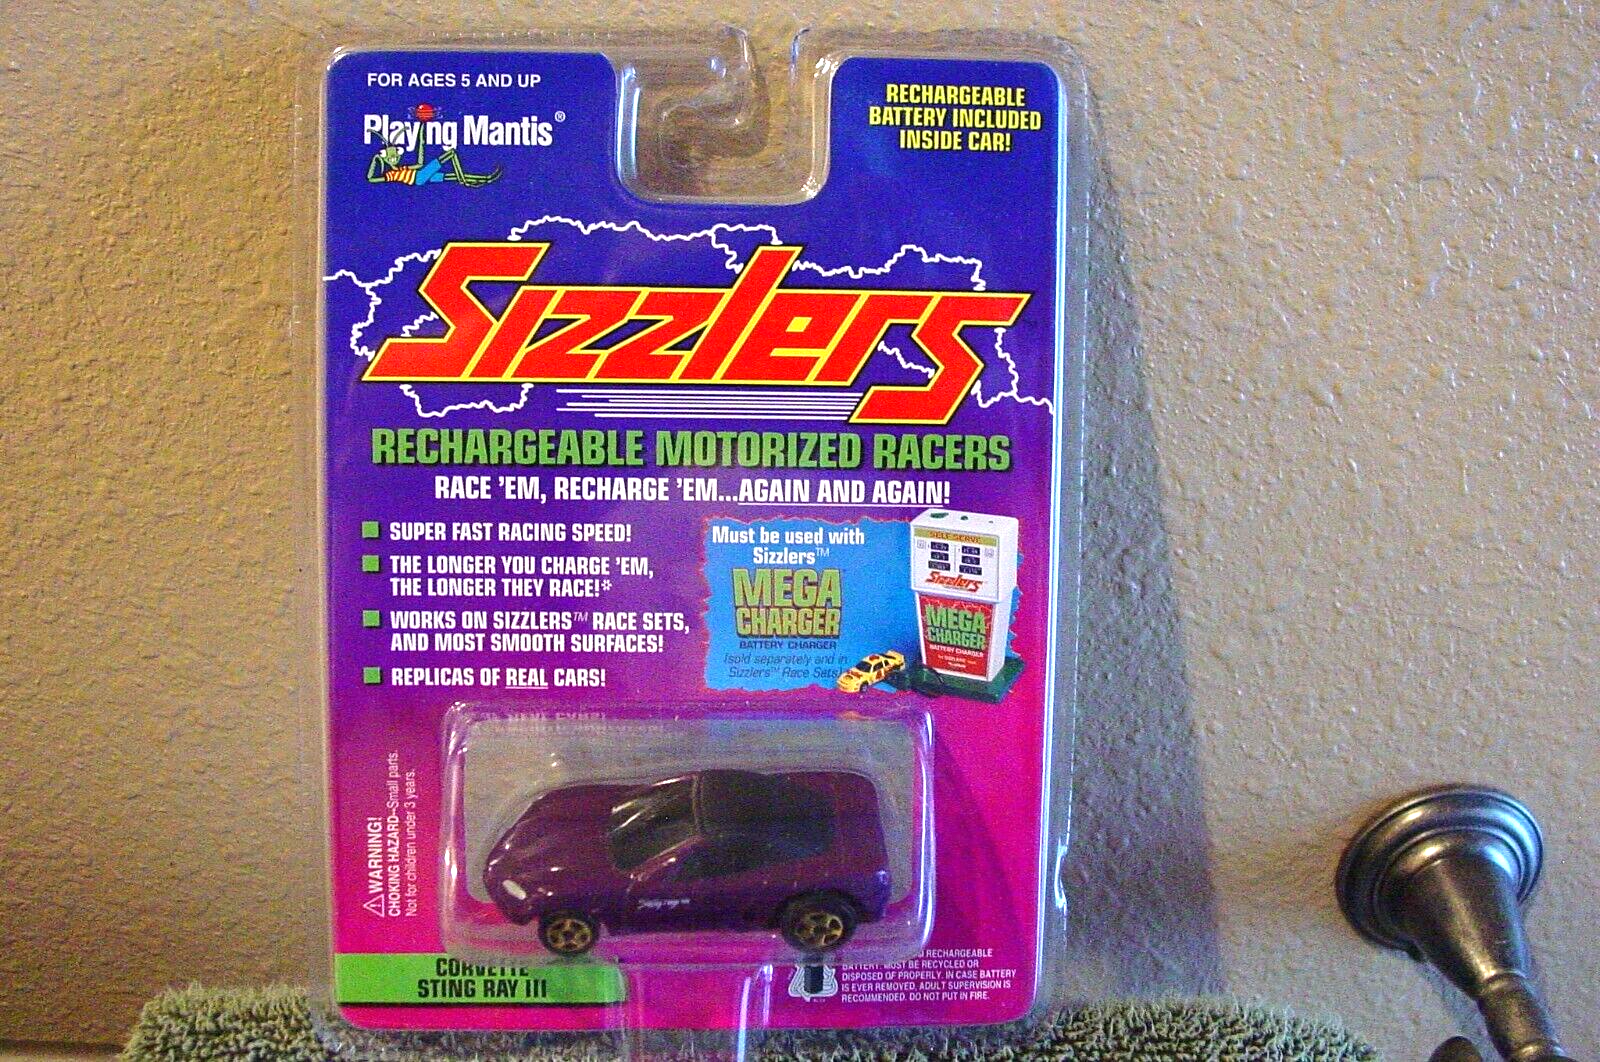 FOR AGES 5 AND UP
Playing Mantis®
RECHARGEABLE
BATTERY INCLUDED
INSIDE CAR!
Sizzlers
RECHARGEABLE MOTORIZED RACERS
RACE 'EM, RECHARGE 'EM...AGAIN AND AGAIN!
SUPER FAST RACING SPEED!
THE LONGER YOU CHARGE 'EM,
THE LONGER THEY RACE!*
WORKS ON SIZZLERS™ RACE SETS,
AND MOST SMOOTH SURFACES!
REPLICAS OF REAL CARS!
Must be used with
Sizzlers™
MEGA
CHARGER
BATTERY CHARGER
(sold separately and in
Sizzlers™ Race Sets)
SELF SERVE
Sizzlers
MEGA
CHARGER
BATTERY CHARGER
⚠WARNING!
CHOKING HAZARD–Small parts.
Not for children under 3 years.
CORVETTE
STING RAY III
RECHARGEABLE
BATTERY. MUST BE RECYCLED OR
DISPOSED OF PROPERLY. IN CASE BATTERY
IS EVER REMOVED, ADULT SUPERVISION IS
RECOMMENDED. DO NOT PUT IN FIRE.